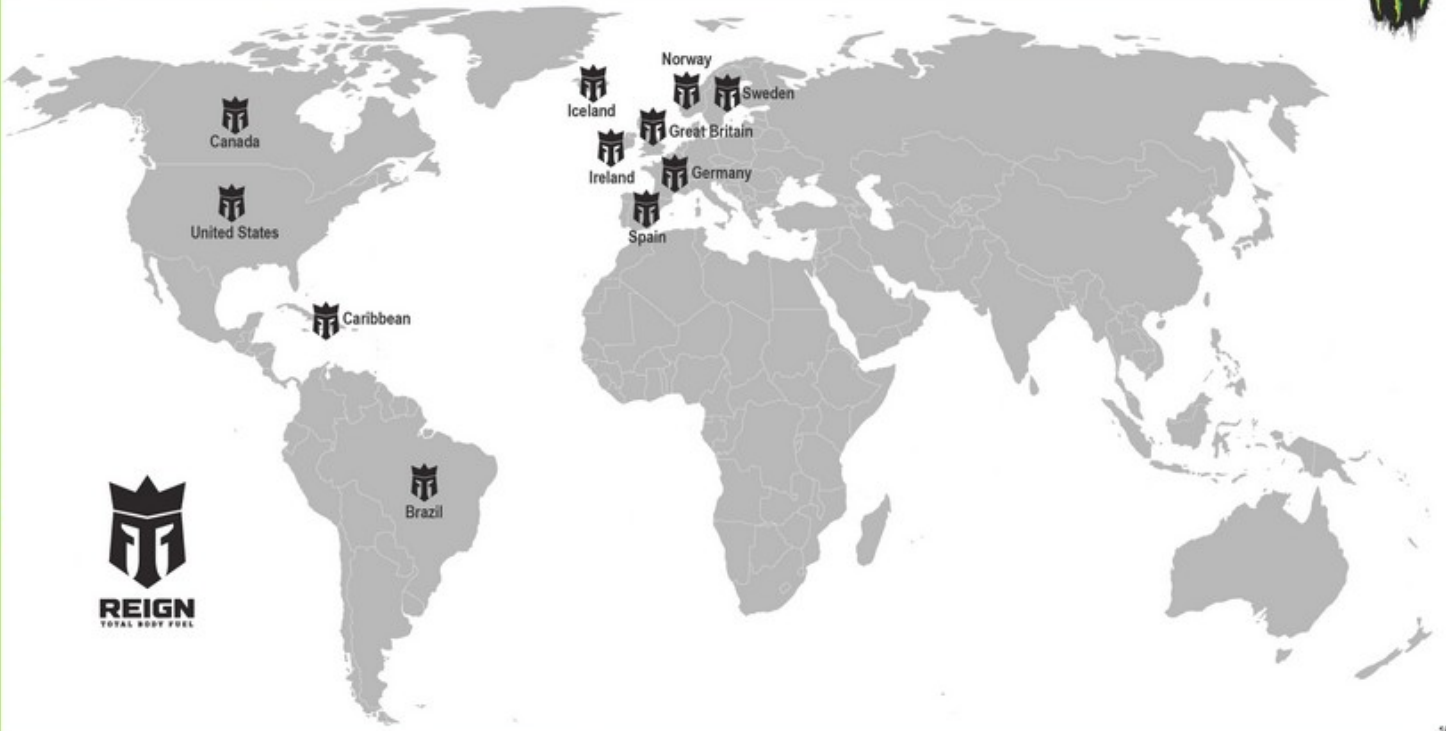 Norway
Iceland
Sweden
Canada
Great Britain
Ireland
Germany
United States
Spain
Caribbean
Brazil
REIGN
TOTAL BODY FUEL